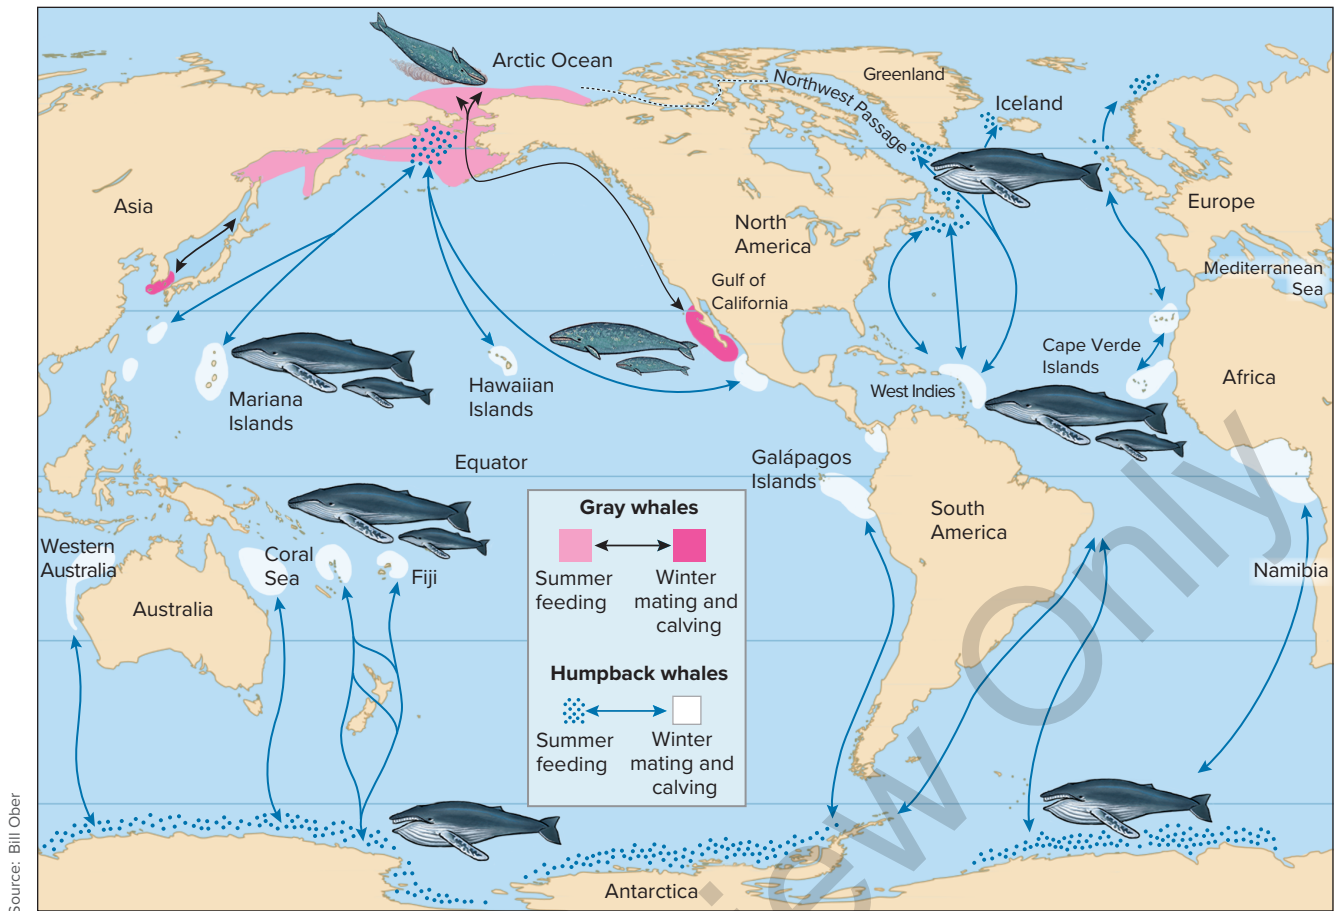 Arctic Ocean
Greenland
Northwest Passage
Iceland
Asia
North
America
Europe
Mediterranean
Sea
Gulf of
California
Cape Verde
Islands
West Indies
Africa
Mariana
Islands
Hawaiian
Islands
Equator
Galápagos
Islands
South
America
Western
Australia
Coral
Sea
Fiji
Namibia
Australia
Gray whales
Summer
feeding
Winter
mating and
calving
Humpback whales
Summer
feeding
Winter
mating and
calving
Antarctica
Source: Bill Ober
iew Only